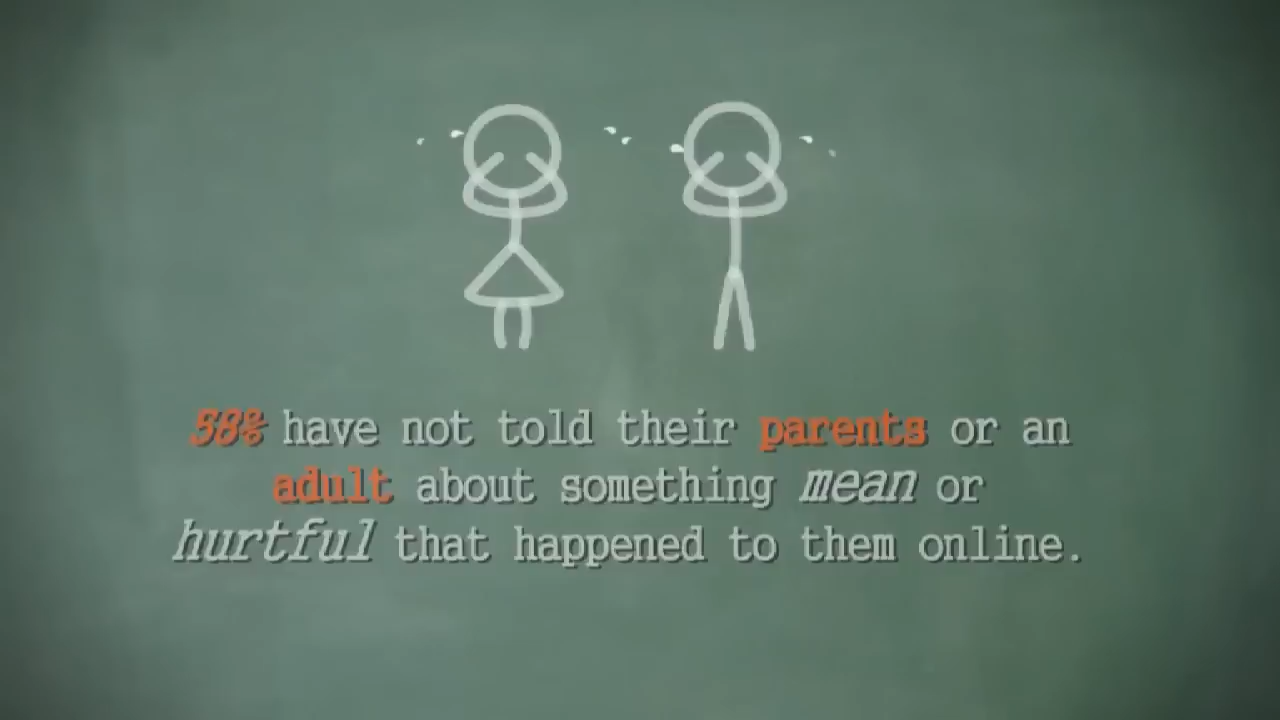 58% have not told their parents or an
adult about something mean or
hurtful that happened to them online.